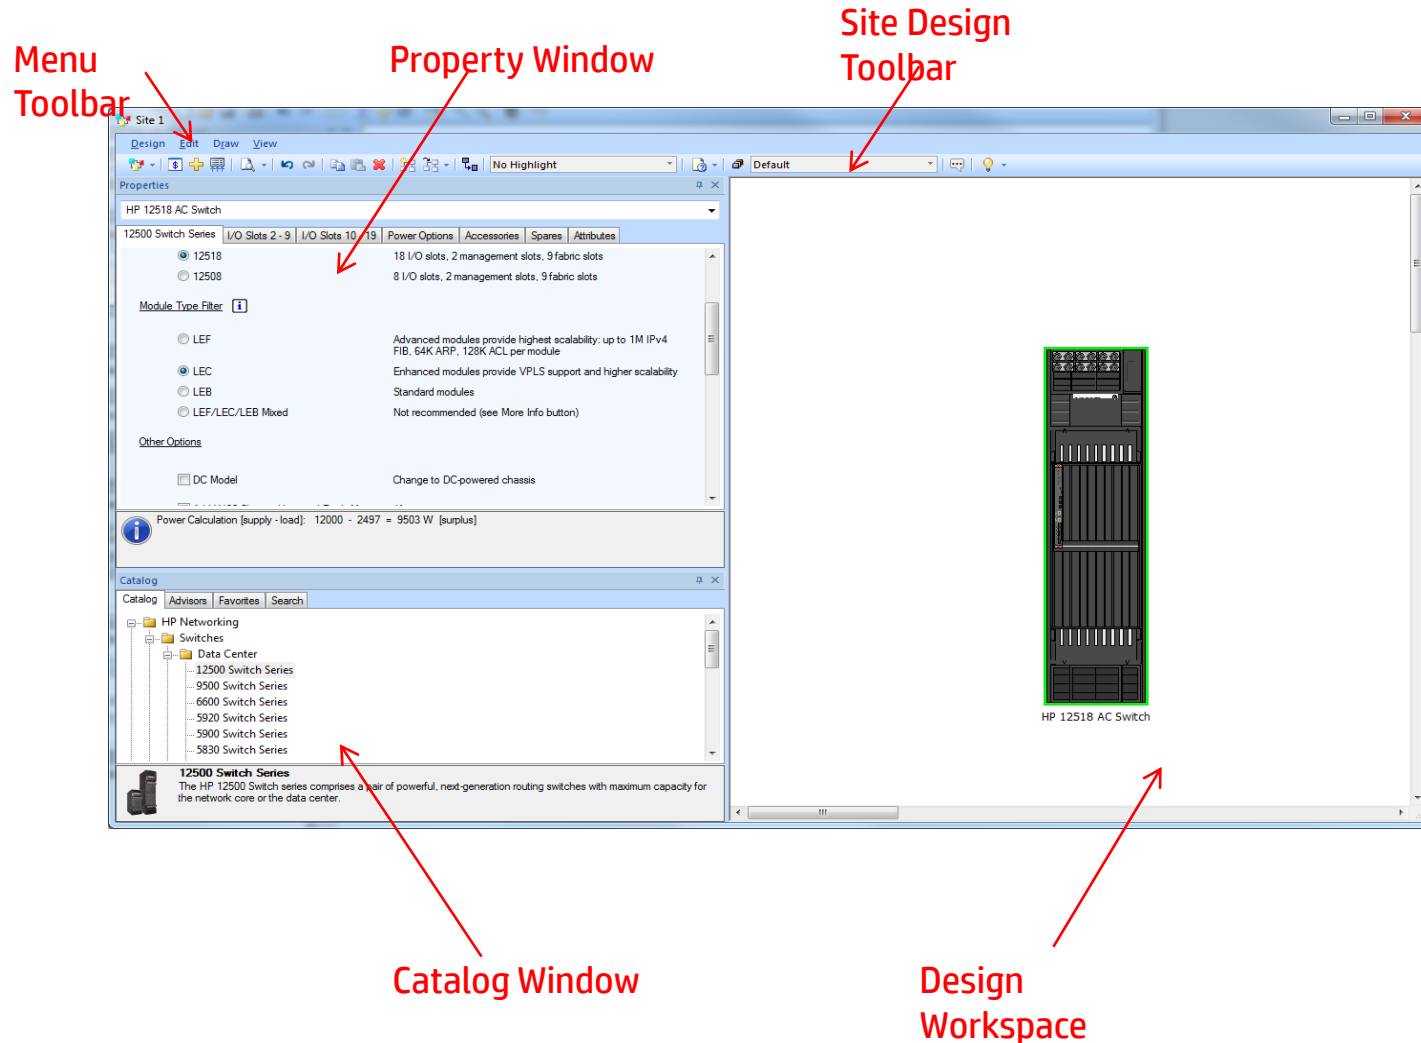 Site Design
Toolbar
Menu
Toolbar
Property Window
Site 1
Design Edit Draw View
No Highlight
Default
Properties
HP 12518 AC Switch
12500 Switch Series I/O Slots 2 - 9 I/O Slots 10 - 19 Power Options Accessories Spares Attributes
12518 18 I/O slots, 2 management slots, 9 fabric slots
12508 8 I/O slots, 2 management slots, 9 fabric slots
Module Type Filter
LEF Advanced modules provide highest scalability: up to 1M IPv4
FIB, 64K ARP, 128K ACL per module
LEC Enhanced modules provide VPLS support and higher scalability
LEB Standard modules
LEF/LEC/LEB Mixed Not recommended (see More Info button)
Other Options
DC Model Change to DC-powered chassis
Power Calculation [supply - load]: 12000 - 2497 = 9503 W [surplus]
Catalog
Catalog Advisors Favorites Search
HP Networking
Switches
Data Center
12500 Switch Series
9500 Switch Series
6600 Switch Series
5920 Switch Series
5900 Switch Series
5830 Switch Series
12500 Switch Series
The HP 12500 Switch series comprises a pair of powerful, next-generation routing switches with maximum capacity for
the network core or the data center.
HP 12518 AC Switch
Catalog Window
Design
Workspace